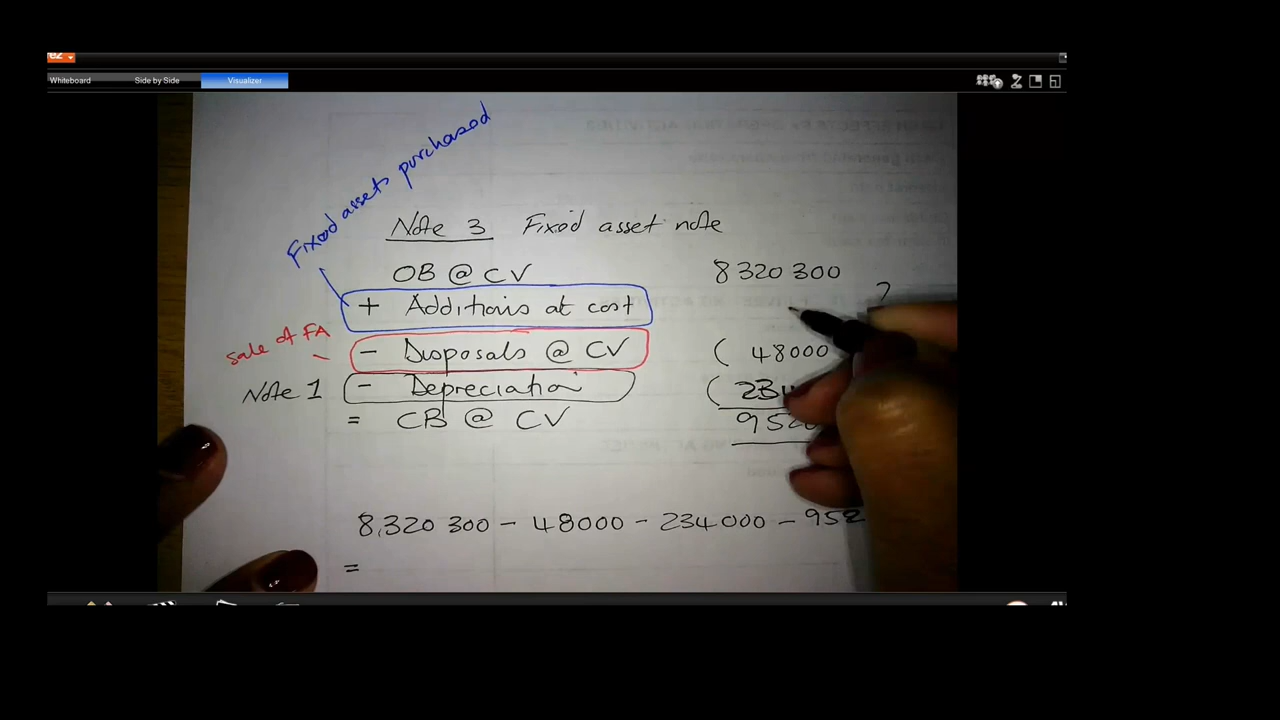 Whiteboard Side by Side Visualizer
Fixed assets purchased
Note 3 Fixed asset note
OB @ CV 8 320 300
+ Additions at cost ?
sale of FA
- Disposals @ CV ( 48000
Note 1 - Depreciation (
= CB @ CV
8,320 300 - 48000 - 234 000 -
=